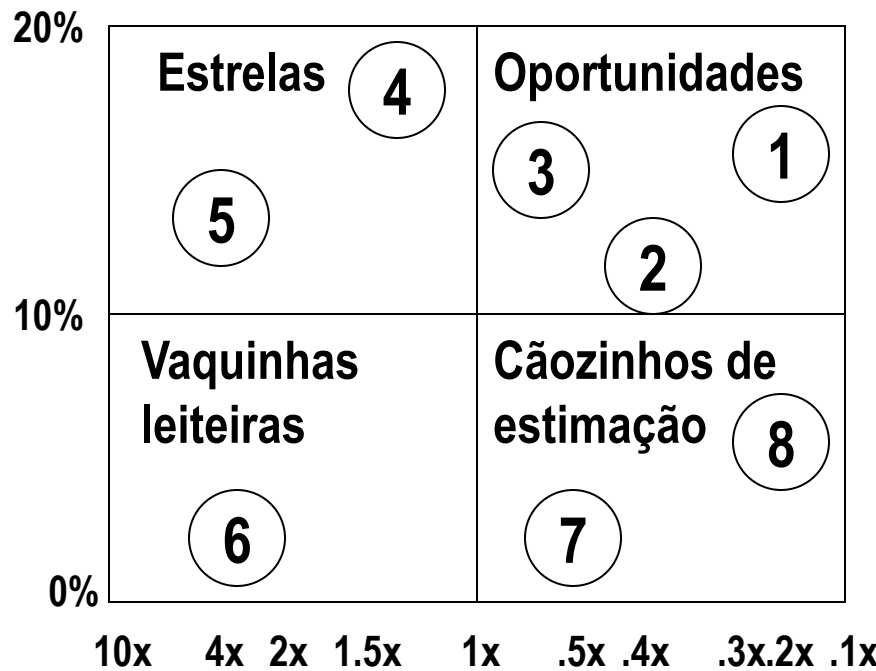 20%
Estrelas
4
Oportunidades
1
3
5
2
10%
Vaquinhas
leiteiras
Cãozinhos de
estimação
8
6
7
0%
10x 4x 2x 1.5x 1x .5x .4x .3x.2x .1x